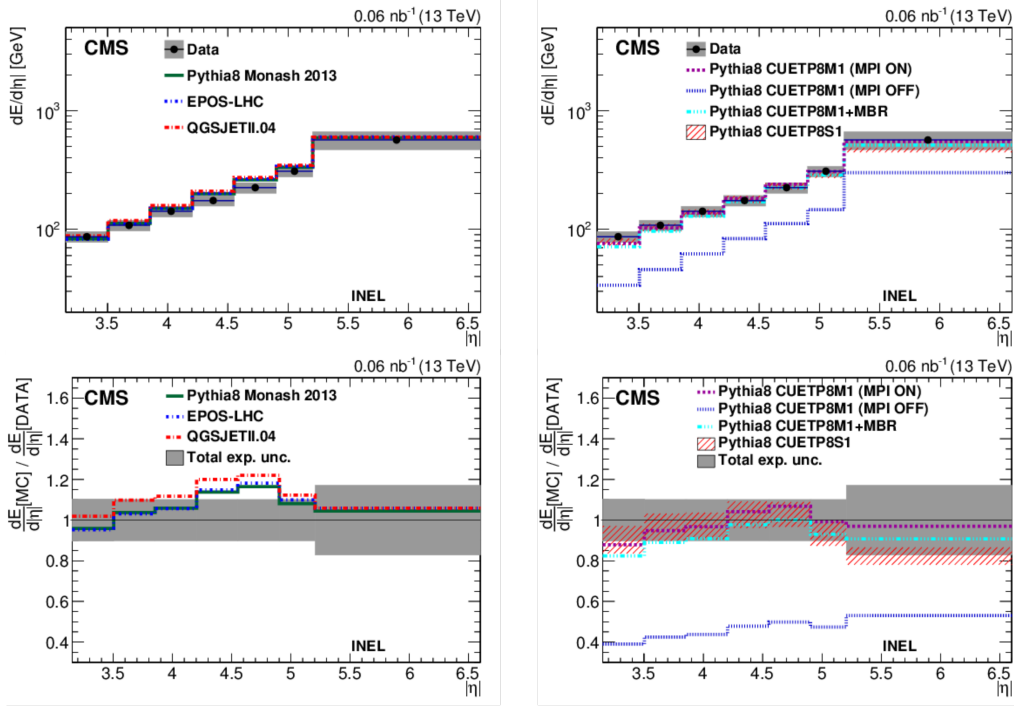 0.06 nb⁻¹ (13 TeV)
dE/d|η| [GeV]
CMS
Data
Pythia8 Monash 2013
EPOS-LHC
QGSJETII.04
10³
10²
INEL
3.5 4 4.5 5 5.5 6 6.5
|η|
0.06 nb⁻¹ (13 TeV)
dE/d|η| [GeV]
CMS
Data
Pythia8 CUETP8M1 (MPI ON)
Pythia8 CUETP8M1 (MPI OFF)
Pythia8 CUETP8M1+MBR
Pythia8 CUETP8S1
10³
10²
INEL
3.5 4 4.5 5 5.5 6 6.5
|η|
0.06 nb⁻¹ (13 TeV)
dE/d|η| [MC] / dE/d|η| [DATA]
CMS
Pythia8 Monash 2013
EPOS-LHC
QGSJETII.04
Total exp. unc.
1.6
1.4
1.2
1
0.8
0.6
0.4
INEL
3.5 4 4.5 5 5.5 6 6.5
|η|
0.06 nb⁻¹ (13 TeV)
dE/d|η| [MC] / dE/d|η| [DATA]
CMS
Pythia8 CUETP8M1 (MPI ON)
Pythia8 CUETP8M1 (MPI OFF)
Pythia8 CUETP8M1+MBR
Pythia8 CUETP8S1
Total exp. unc.
1.6
1.4
1.2
1
0.8
0.6
0.4
INEL
3.5 4 4.5 5 5.5 6 6.5
|η|